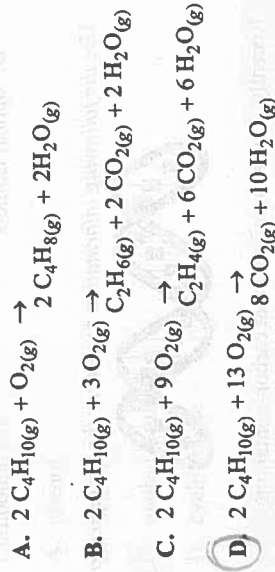 A. 2 C₄H₁₀(g) + O₂(g) →
2 C₄H₈(g) + 2H₂O(g)
B. 2 C₄H₁₀(g) + 3 O₂(g) →
C₂H₆(g) + 2 CO₂(g) + 2 H₂O(g)
C. 2 C₄H₁₀(g) + 9 O₂(g) →
C₂H₄(g) + 6 CO₂(g) + 6 H₂O(g)
D. 2 C₄H₁₀(g) + 13 O₂(g) →
8 CO₂(g) + 10 H₂O(g)